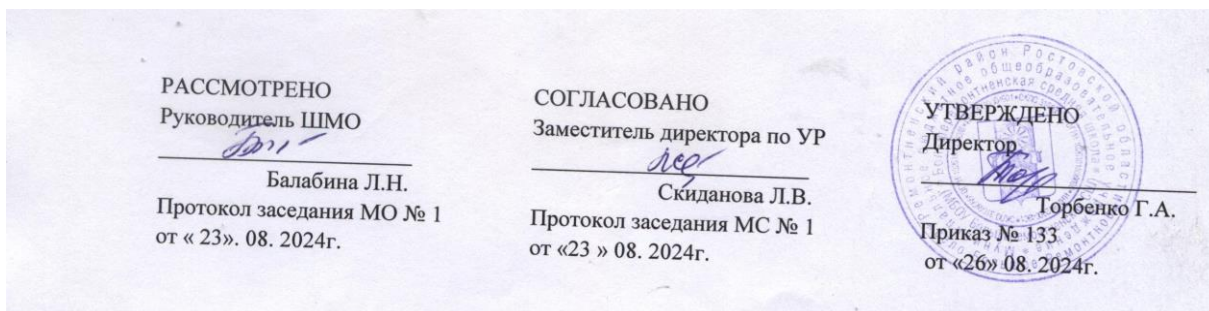 РАССМОТРЕНО
Руководитель ШМО
Балабина Л.Н.
Протокол заседания МО № 1
от « 23». 08. 2024г.
СОГЛАСОВАНО
Заместитель директора по УР
Скиданова Л.В.
Протокол заседания МС № 1
от «23 » 08. 2024г.
УТВЕРЖДЕНО
Директор
Торбенко Г.А.
Приказ № 133
от «26» 08. 2024г.